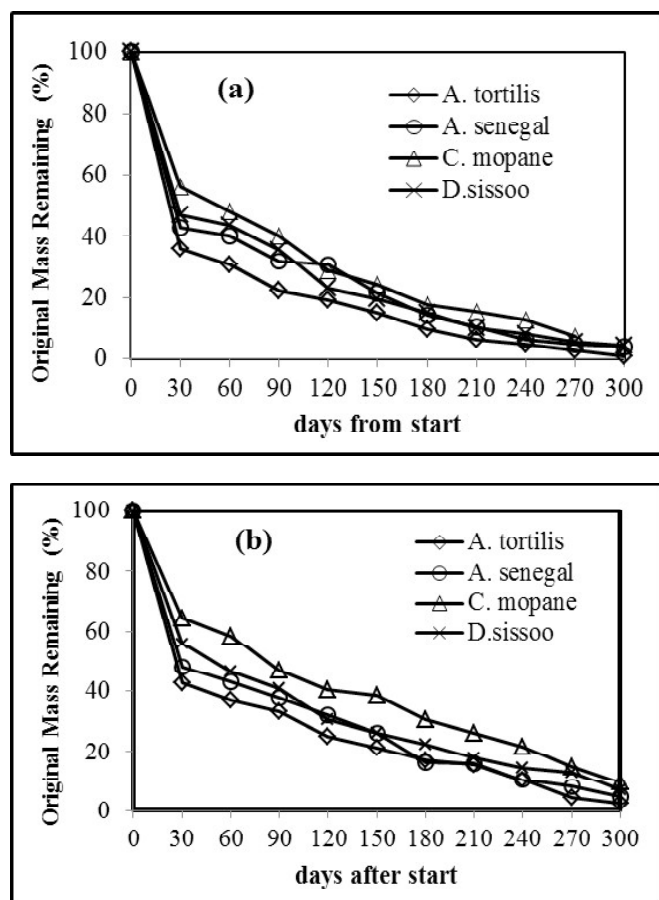 100
80
60
40
20
0
Original Mass Remaining (%)
(a)
A. tortilis
A. senegal
C. mopane
D.sissoo
0 30 60 90 120 150 180 210 240 270 300
days from start
100
80
60
40
20
0
Original Mass Remaining (%)
(b)
A. tortilis
A. senegal
C. mopane
D.sissoo
0 30 60 90 120 150 180 210 240 270 300
days after start